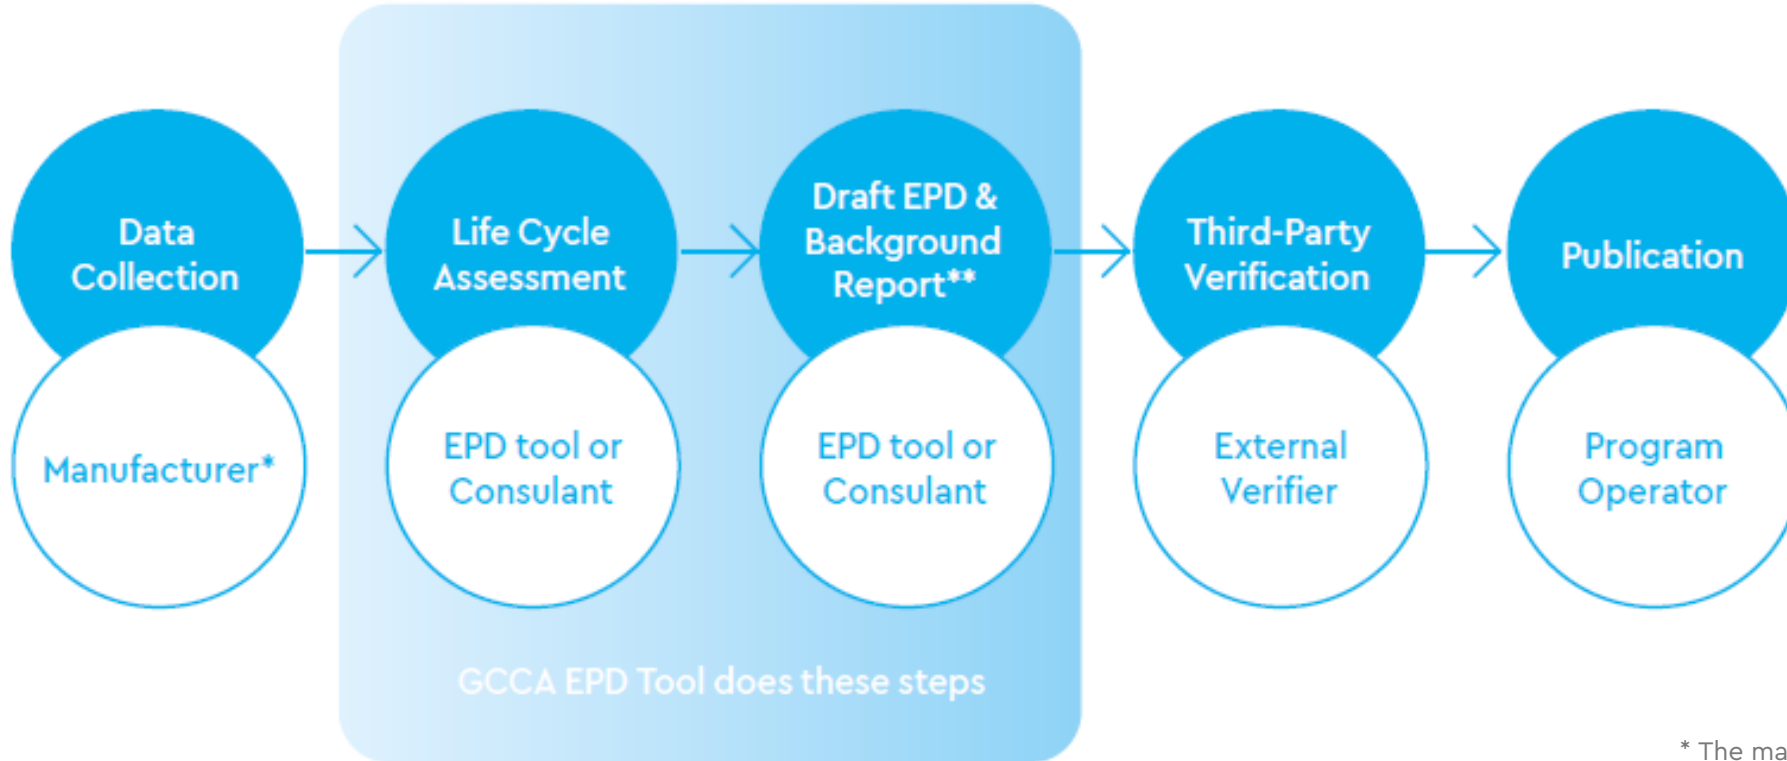 Data
Collection
Life Cycle
Assessment
Draft EPD &
Background
Report**
Third-Party
Verification
Publication
Manufacturer*
EPD tool or
Consulant
EPD tool or
Consulant
External
Verifier
Program
Operator
GCCA EPD Tool does these steps
* The ma